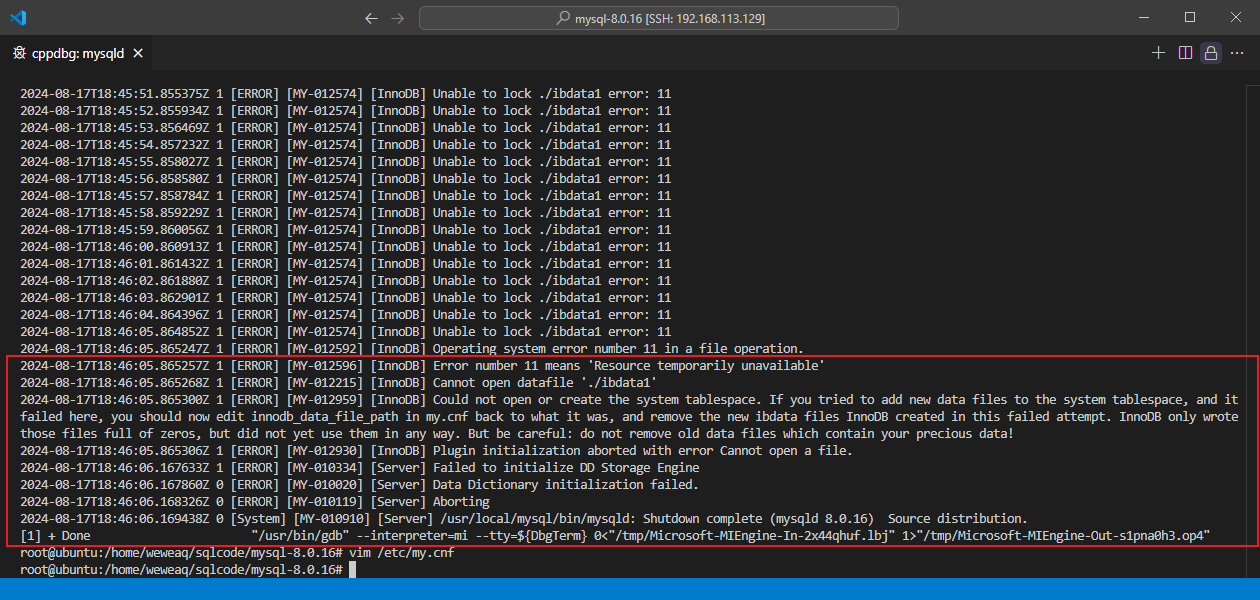 mysql-8.0.16 [SSH: 192.168.113.129]
cppdbg: mysqld
2024-08-17T18:45:51.855375Z 1 [ERROR] [MY-012574] [InnoDB] Unable to lock ./ibdata1 error: 11
2024-08-17T18:45:52.855934Z 1 [ERROR] [MY-012574] [InnoDB] Unable to lock ./ibdata1 error: 11
2024-08-17T18:45:53.856469Z 1 [ERROR] [MY-012574] [InnoDB] Unable to lock ./ibdata1 error: 11
2024-08-17T18:45:54.857232Z 1 [ERROR] [MY-012574] [InnoDB] Unable to lock ./ibdata1 error: 11
2024-08-17T18:45:55.858027Z 1 [ERROR] [MY-012574] [InnoDB] Unable to lock ./ibdata1 error: 11
2024-08-17T18:45:56.858580Z 1 [ERROR] [MY-012574] [InnoDB] Unable to lock ./ibdata1 error: 11
2024-08-17T18:45:57.858784Z 1 [ERROR] [MY-012574] [InnoDB] Unable to lock ./ibdata1 error: 11
2024-08-17T18:45:58.859229Z 1 [ERROR] [MY-012574] [InnoDB] Unable to lock ./ibdata1 error: 11
2024-08-17T18:45:59.860056Z 1 [ERROR] [MY-012574] [InnoDB] Unable to lock ./ibdata1 error: 11
2024-08-17T18:46:00.860913Z 1 [ERROR] [MY-012574] [InnoDB] Unable to lock ./ibdata1 error: 11
2024-08-17T18:46:01.861432Z 1 [ERROR] [MY-012574] [InnoDB] Unable to lock ./ibdata1 error: 11
2024-08-17T18:46:02.861880Z 1 [ERROR] [MY-012574] [InnoDB] Unable to lock ./ibdata1 error: 11
2024-08-17T18:46:03.862901Z 1 [ERROR] [MY-012574] [InnoDB] Unable to lock ./ibdata1 error: 11
2024-08-17T18:46:04.864396Z 1 [ERROR] [MY-012574] [InnoDB] Unable to lock ./ibdata1 error: 11
2024-08-17T18:46:05.864852Z 1 [ERROR] [MY-012574] [InnoDB] Unable to lock ./ibdata1 error: 11
2024-08-17T18:46:05.865247Z 1 [ERROR] [MY-012592] [InnoDB] Operating system error number 11 in a file operation.
2024-08-17T18:46:05.865257Z 1 [ERROR] [MY-012596] [InnoDB] Error number 11 means 'Resource temporarily unavailable'
2024-08-17T18:46:05.865268Z 1 [ERROR] [MY-012215] [InnoDB] Cannot open datafile './ibdata1'
2024-08-17T18:46:05.865300Z 1 [ERROR] [MY-012959] [InnoDB] Could not open or create the system tablespace. If you tried to add new data files to the system tablespace, and it
failed here, you should now edit innodb_data_file_path in my.cnf back to what it was, and remove the new ibdata files InnoDB created in this failed attempt. InnoDB only wrote
those files full of zeros, but did not yet use them in any way. But be careful: do not remove old data files which contain your precious data!
2024-08-17T18:46:05.865306Z 1 [ERROR] [MY-012930] [InnoDB] Plugin initialization aborted with error Cannot open a file.
2024-08-17T18:46:06.167633Z 1 [ERROR] [MY-010334] [Server] Failed to initialize DD Storage Engine
2024-08-17T18:46:06.167860Z 0 [ERROR] [MY-010020] [Server] Data Dictionary initialization failed.
2024-08-17T18:46:06.168326Z 0 [ERROR] [MY-010119] [Server] Aborting
2024-08-17T18:46:06.169438Z 0 [System] [MY-010910] [Server] /usr/local/mysql/bin/mysqld: Shutdown complete (mysqld 8.0.16)  Source distribution.
[1] + Done                       "/usr/bin/gdb" --interpreter=mi --tty=${DbgTerm} 0<"/tmp/Microsoft-MIEngine-In-2x44qhuf.lbj" 1>"/tmp/Microsoft-MIEngine-Out-s1pna0h3.op4"
root@ubuntu:/home/weweaq/sqlcode/mysql-8.0.16# vim /etc/my.cnf
root@ubuntu:/home/weweaq/sqlcode/mysql-8.0.16#